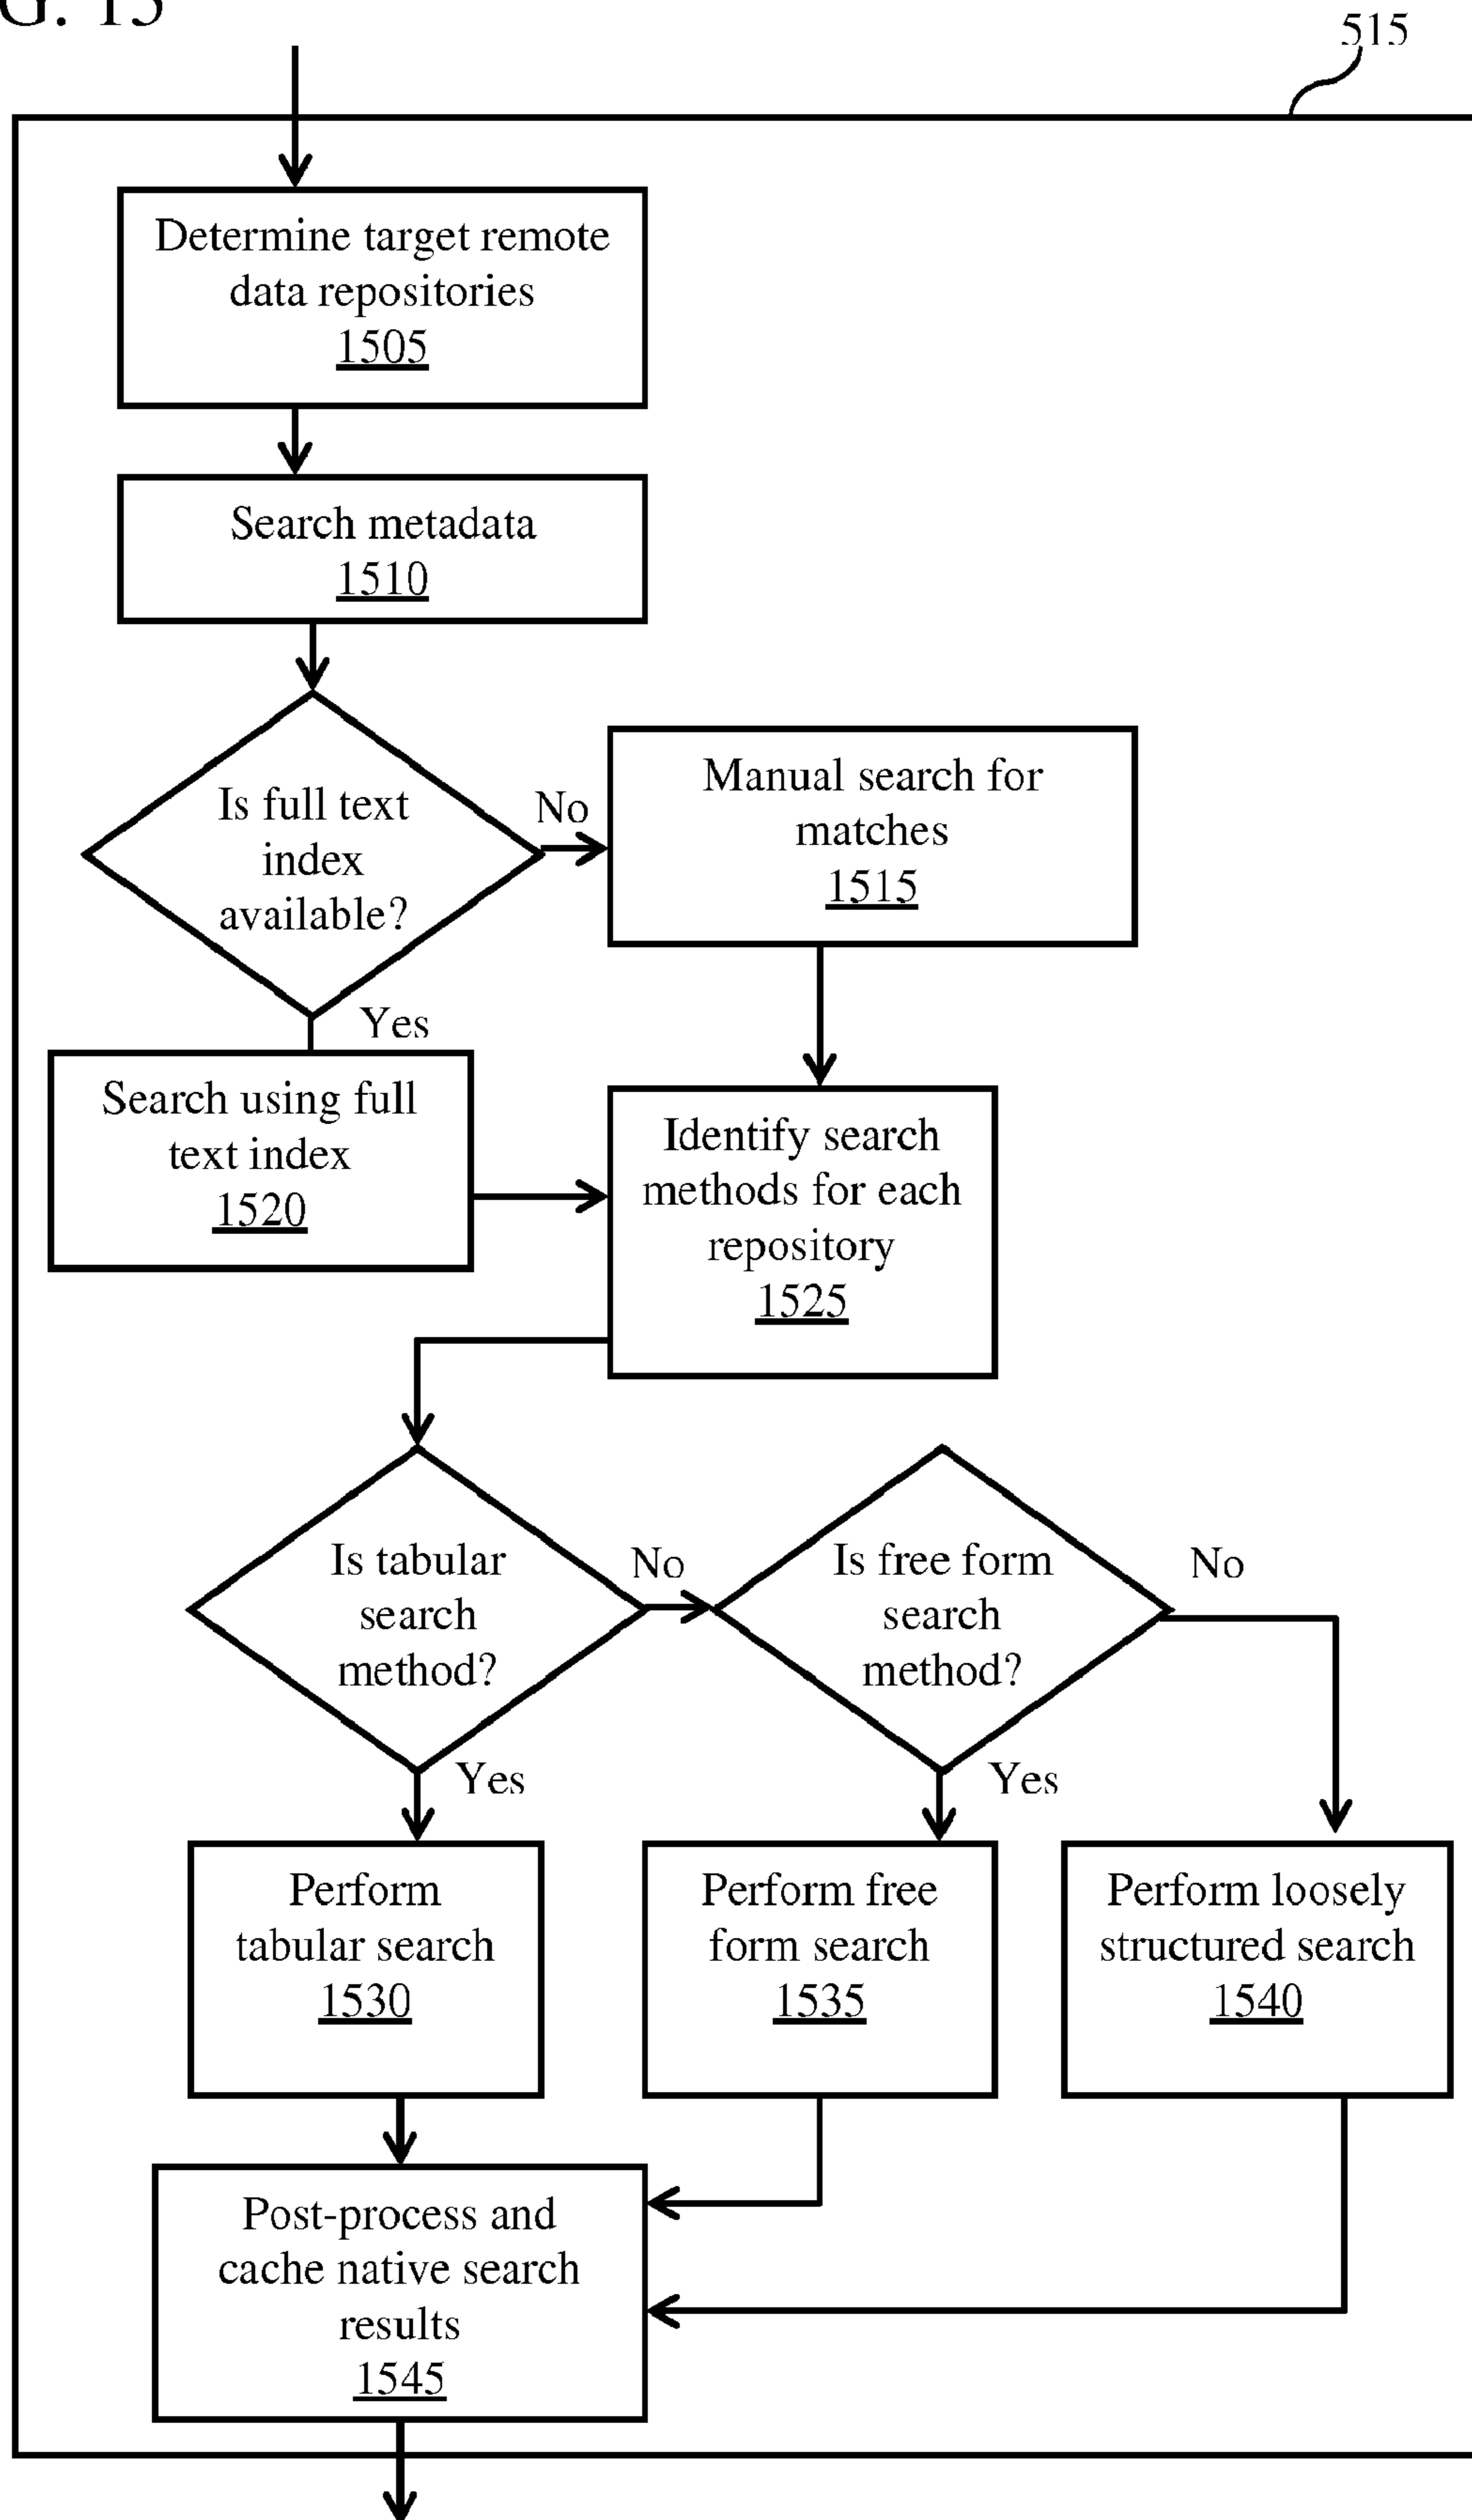 G. 15
515
Determine target remote
data repositories
1505
Search metadata
1510
Is full text
index
available?
No
Manual search for
matches
1515
Yes
Search using full
text index
1520
Identify search
methods for each
repository
1525
Is tabular
search
method?
No
Is free form
search
method?
No
Yes
Yes
Perform
tabular search
1530
Perform free
form search
1535
Perform loosely
structured search
1540
Post-process and
cache native search
results
1545